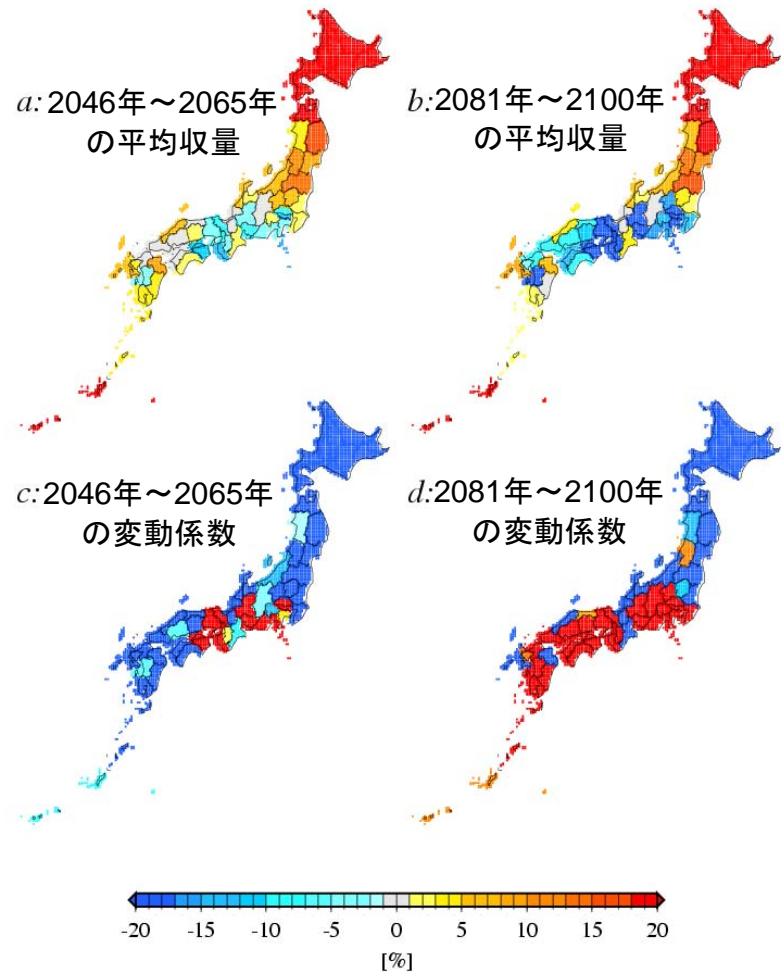 a: 2046年～2065年
の平均収量
b: 2081年～2100年
の平均収量
c: 2046年～2065年
の変動係数
d: 2081年～2100年
の変動係数
-20 -15 -10 -5 0 5 10 15 20
[%]